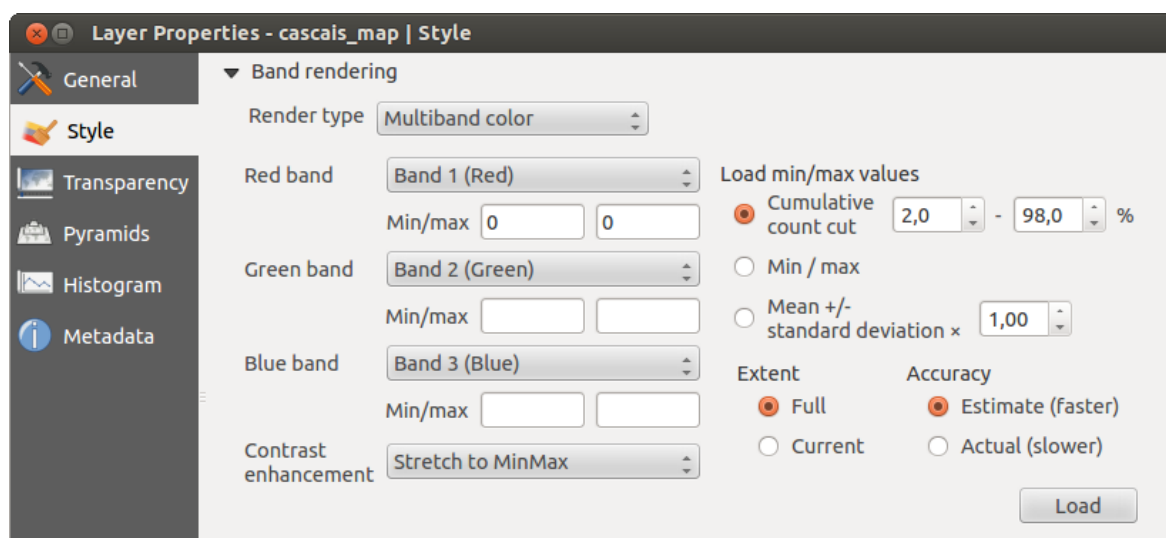 Layer Properties - cascais_map | Style
General
Style
Transparency
Pyramids
Histogram
Metadata
Band rendering
Render type Multiband color
Red band Band 1 (Red)
Min/max 0 0
Green band Band 2 (Green)
Min/max
Blue band Band 3 (Blue)
Min/max
Contrast
enhancement Stretch to MinMax
Load min/max values
Cumulative
count cut 2,0 - 98,0 %
Min / max
Mean +/-
standard deviation × 1,00
Extent Accuracy
Full Estimate (faster)
Current Actual (slower)
Load